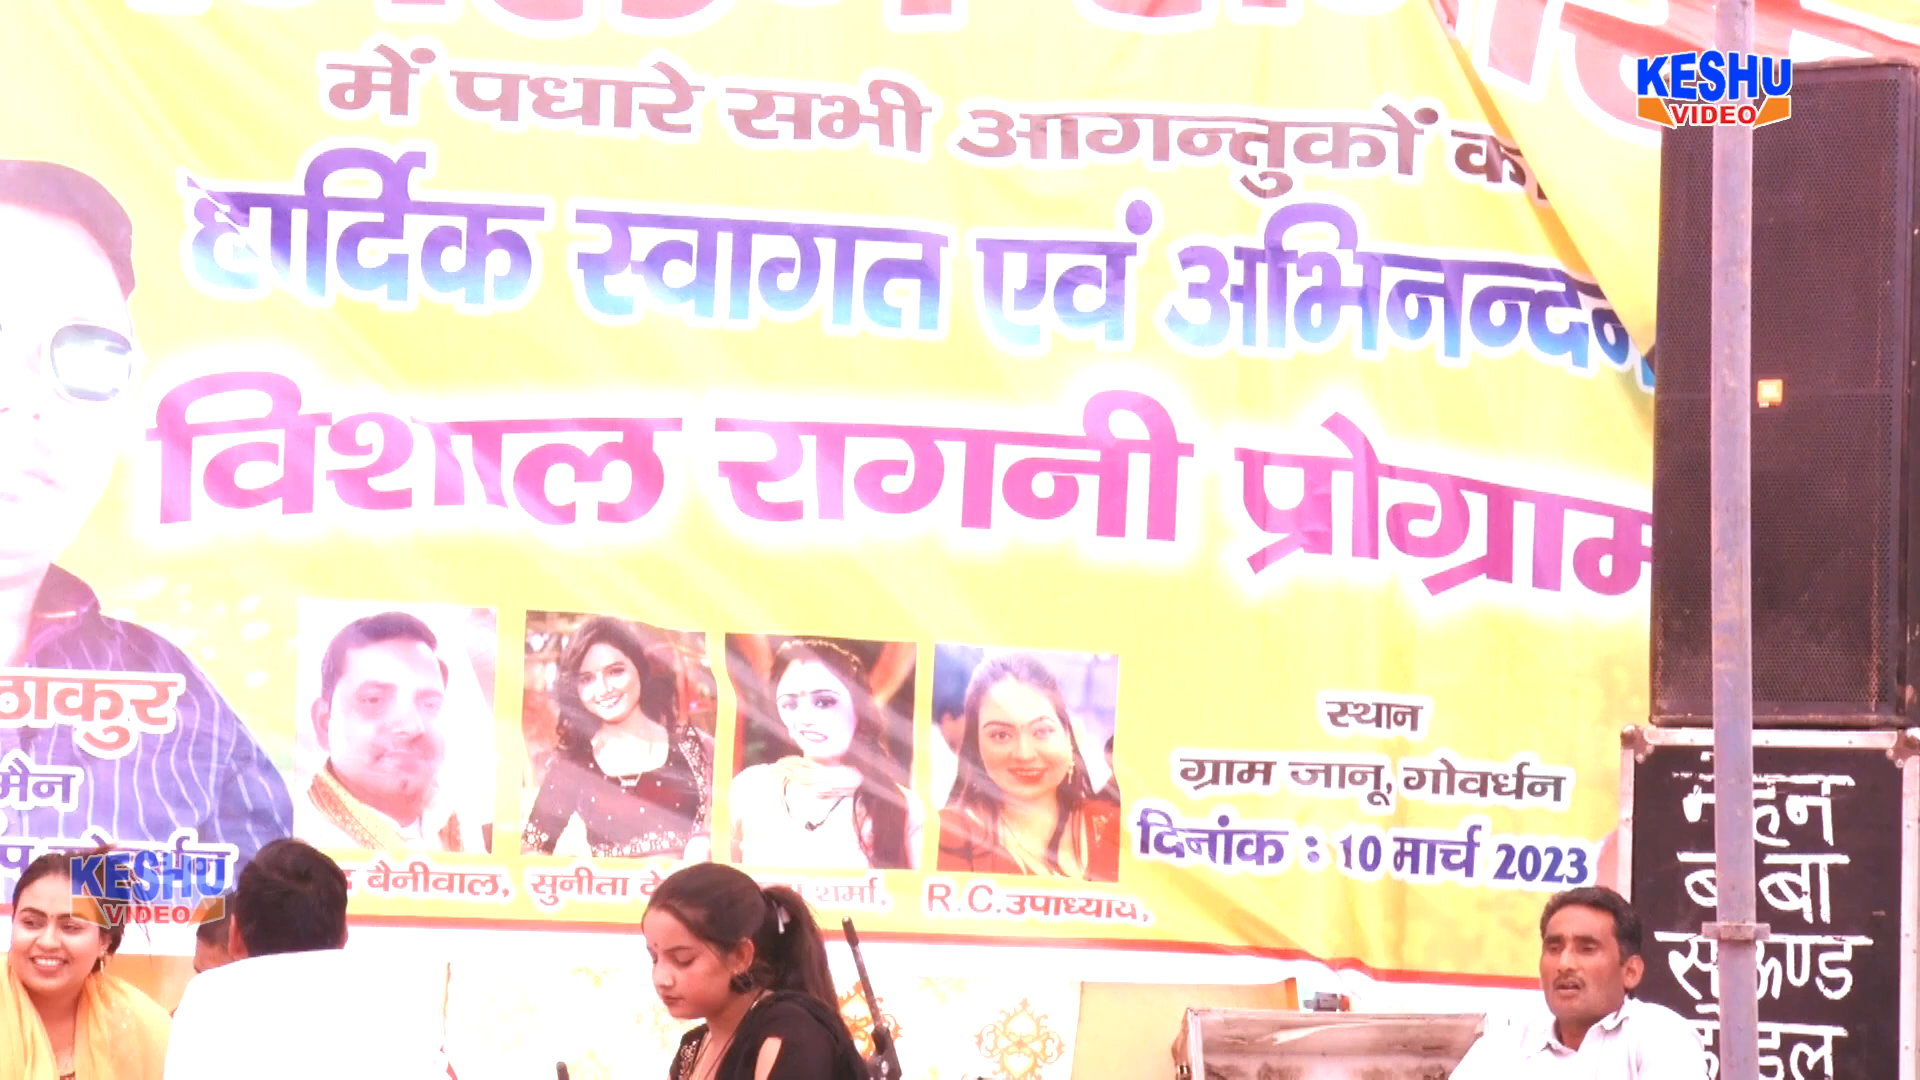 में पधारे सभी आगन्तुकों का
हार्दिक स्वागत एवं अभिनन्दन
विशाल रागनी प्रोग्राम
ठाकुर
स्थान
ग्राम जानू, गोवर्धन
दिनांक : 10 मार्च 2023
बैनीवाल, सुनीता शर्मा, R.C.उपाध्याय,
KESHU
VIDEO
KESHU
VIDEO
बाबा
साऊण्ड